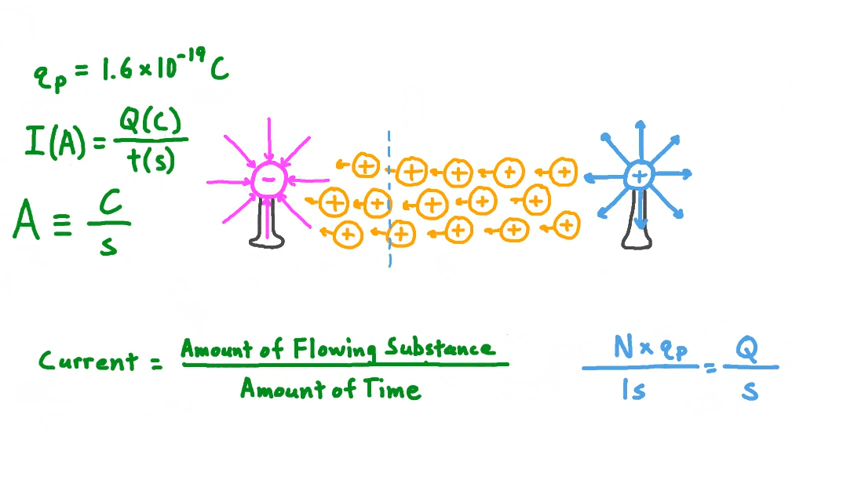 qₚ = 1.6×10⁻¹⁹ C
I(A) = Q(C) / t(s)
A ≡ C / s
−
+
+ + + + +
+ + + + +
+ + + + +
Current = Amount of Flowing Substance / Amount of Time
N × qₚ / 1s = Q / s